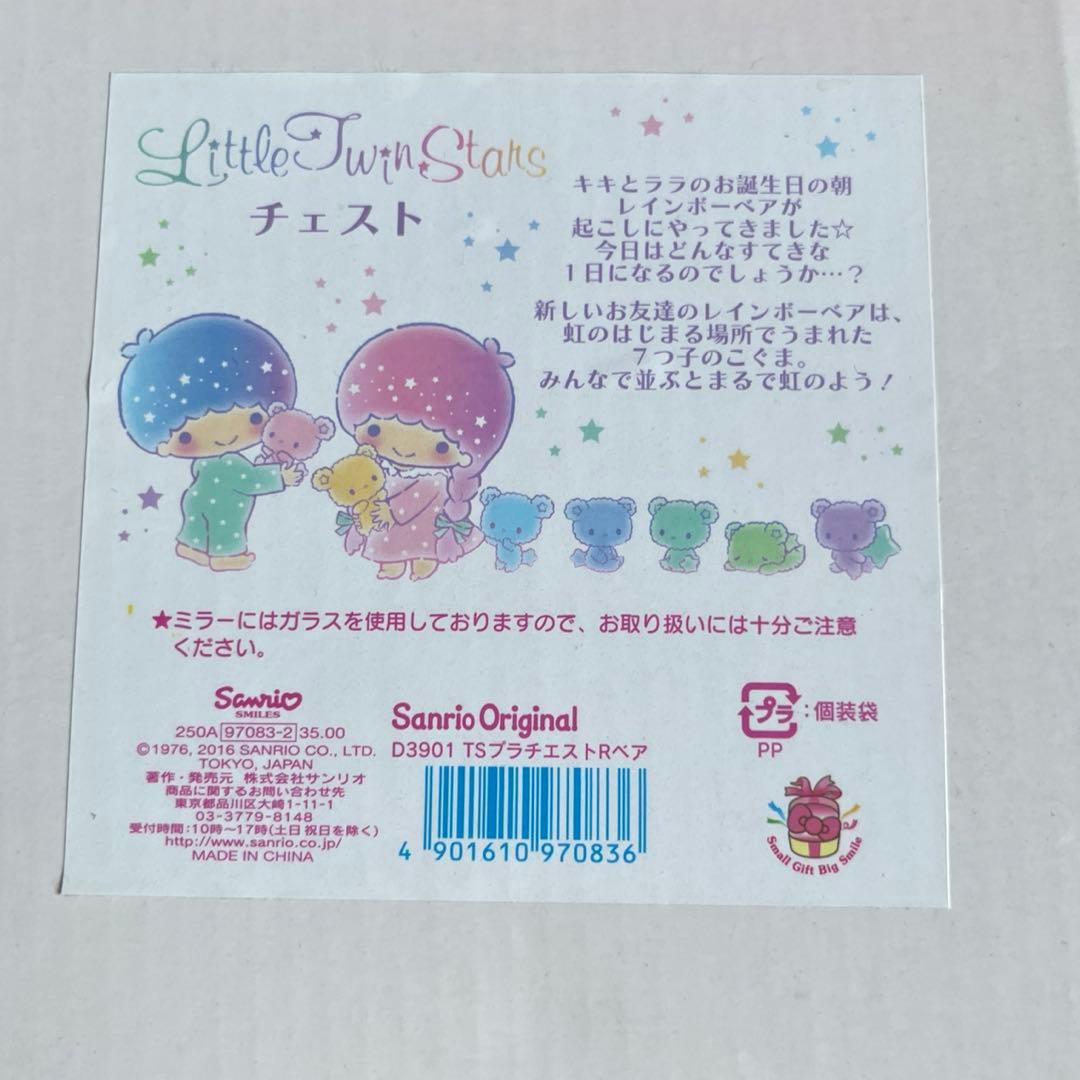 Little Twin Stars
チェスト
キキとララのお誕生日の朝
レインボーベアが
起こしにやってきました☆
今日はどんなすてきな
1日になるのでしょうか…？
新しいお友達のレインボーベアは、
虹のはじまる場所でうまれた
7つ子のこぐま。
みんなで並ぶとまるで虹のよう！
★ミラーにはガラスを使用しておりますので、お取り扱いには十分ご注意
ください。
Sanrio
SMILES
250A 97083-2 35.00
©1976, 2016 SANRIO CO., LTD.
TOKYO, JAPAN
著作・発売元 株式会社サンリオ
商品に関するお問い合わせ先
東京都品川区大崎1-11-1
03-3779-8148
受付時間:10時～17時(土日祝日を除く)
http://www.sanrio.co.jp/
MADE IN CHINA
Sanrio Original
D3901 TSプラチエストRベア
4 901610 970836
プラ:個装袋
PP
Small Gift Big Smile